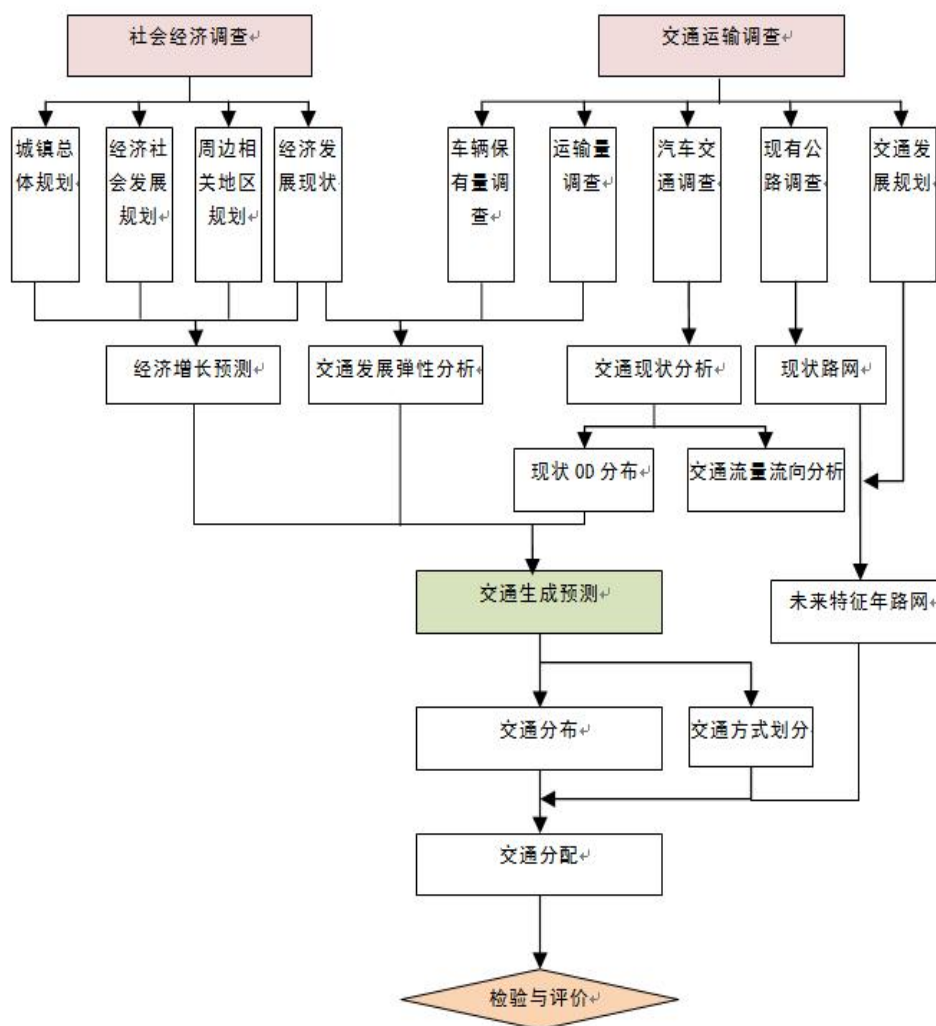 社会经济调查
交通运输调查
城镇总
体规划
经济社
会发展
规划
周边相
关地区
规划
经济发
展现状
车辆保
有量调
查
运输量
调查
汽车交
通调查
现有公
路调查
交通发
展规划
经济增长预测
交通发展弹性分析
交通现状分析
现状路网
现状 OD 分布
交通流量流向分析
交通生成预测
未来特征年路网
交通分布
交通方式划分
交通分配
检验与评价